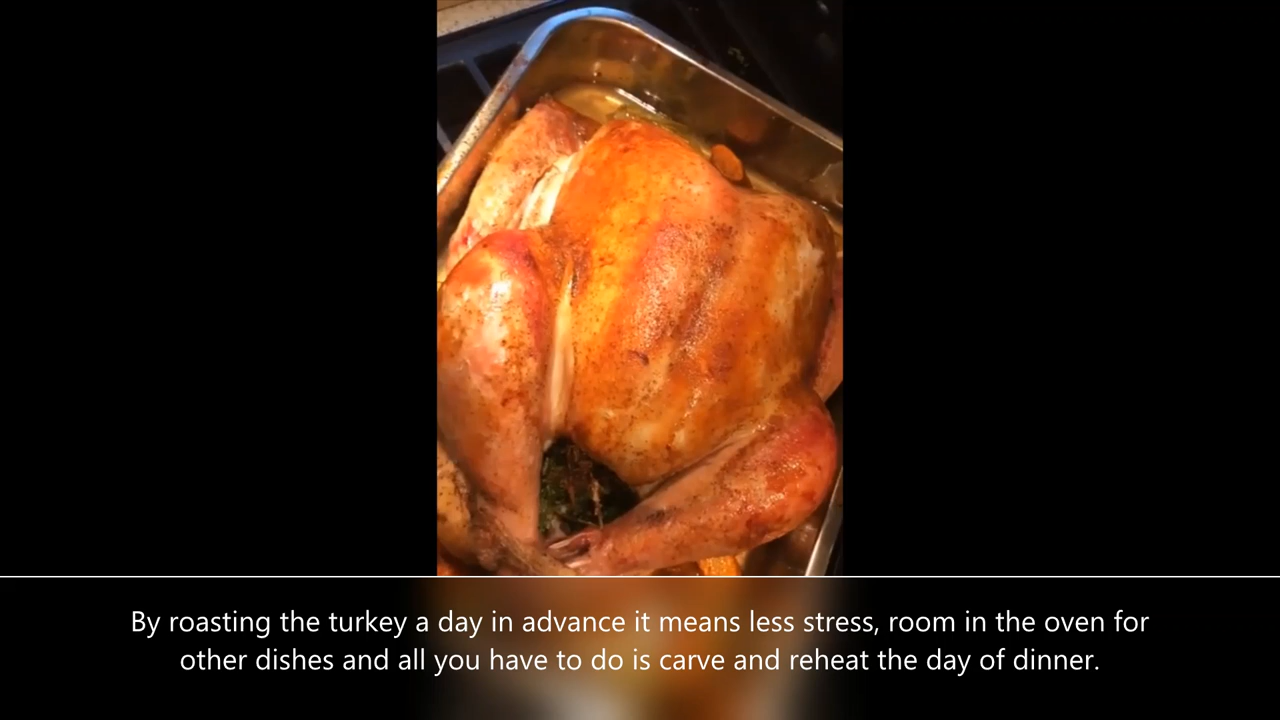 By roasting the turkey a day in advance it means less stress, room in the oven for
other dishes and all you have to do is carve and reheat the day of dinner.